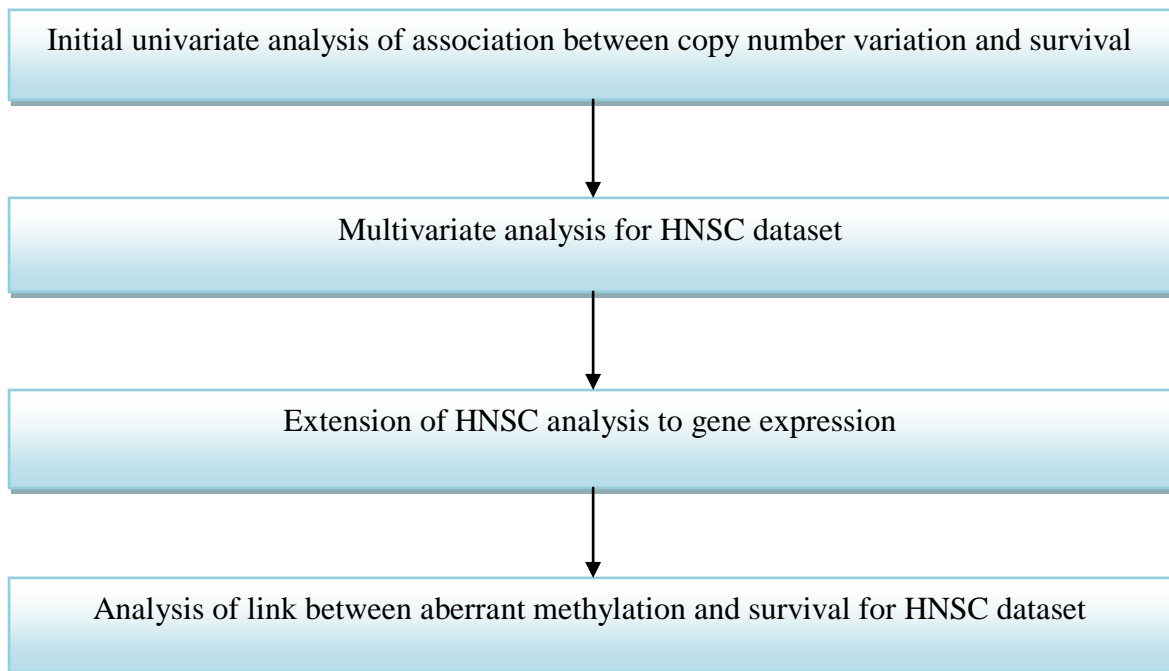 Initial univariate analysis of association between copy number variation and survival
Multivariate analysis for HNSC dataset
Extension of HNSC analysis to gene expression
Analysis of link between aberrant methylation and survival for HNSC dataset